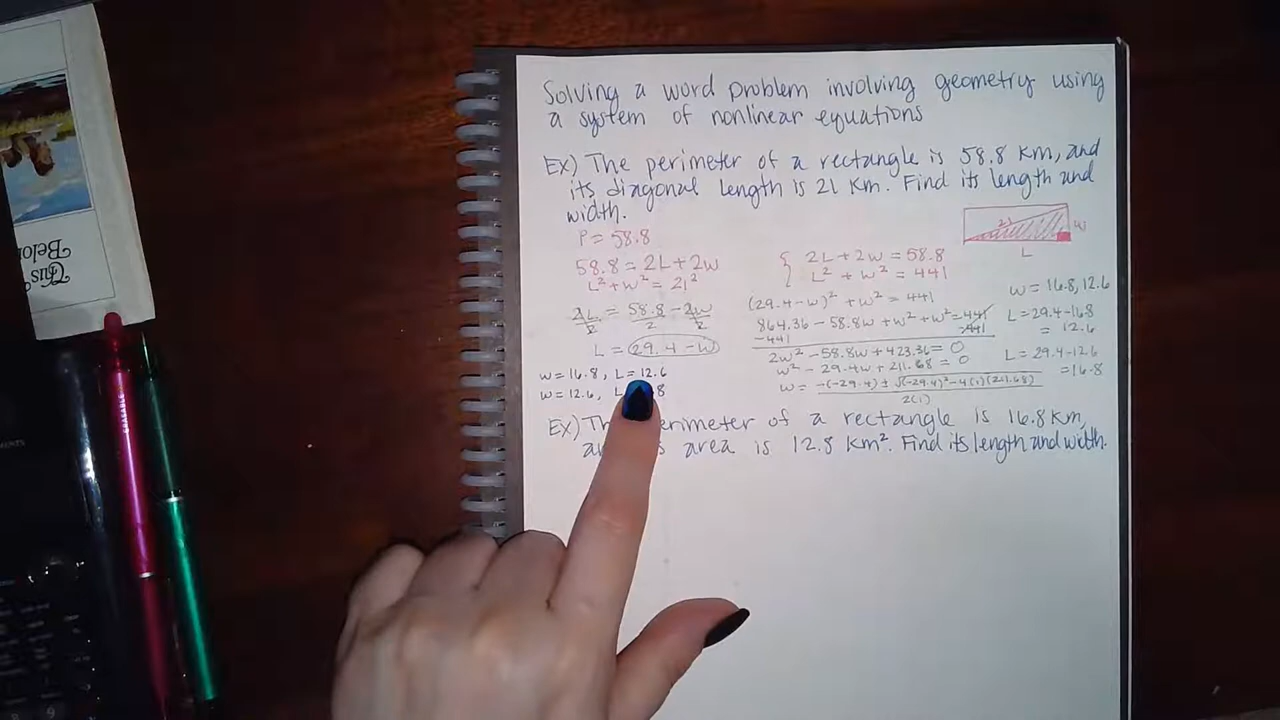 Solving a word problem involving geometry using
a system of nonlinear equations
Ex) The perimeter of a rectangle is 58.8 km, and
its diagonal length is 21 km. Find its length and
width.
P = 58.8
58.8 = 2L + 2w
L² + w² = 21²
2L = 58.8 - 2w
2 2 2
L = 29.4 - w
w = 16.8, L = 12.6
w = 12.6, L 8
{ 2L + 2w = 58.8
L² + w² = 441
(29.4 - w)² + w² = 441
864.36 - 58.8w + w² + w² = 441
-441 -441
2w² - 58.8w + 423.36 = 0
w² - 29.4w + 211.68 = 0
w = -(-29.4) ± √(-29.4)² - 4(1)(211.68)
2(1)
21
w
L
w = 16.8, 12.6
L = 29.4 - 16.8
= 12.6
L = 29.4 - 12.6
= 16.8
Ex) The perimeter of a rectangle is 16.8 km,
area is 12.8 km². Find its length and width.
This
Belon